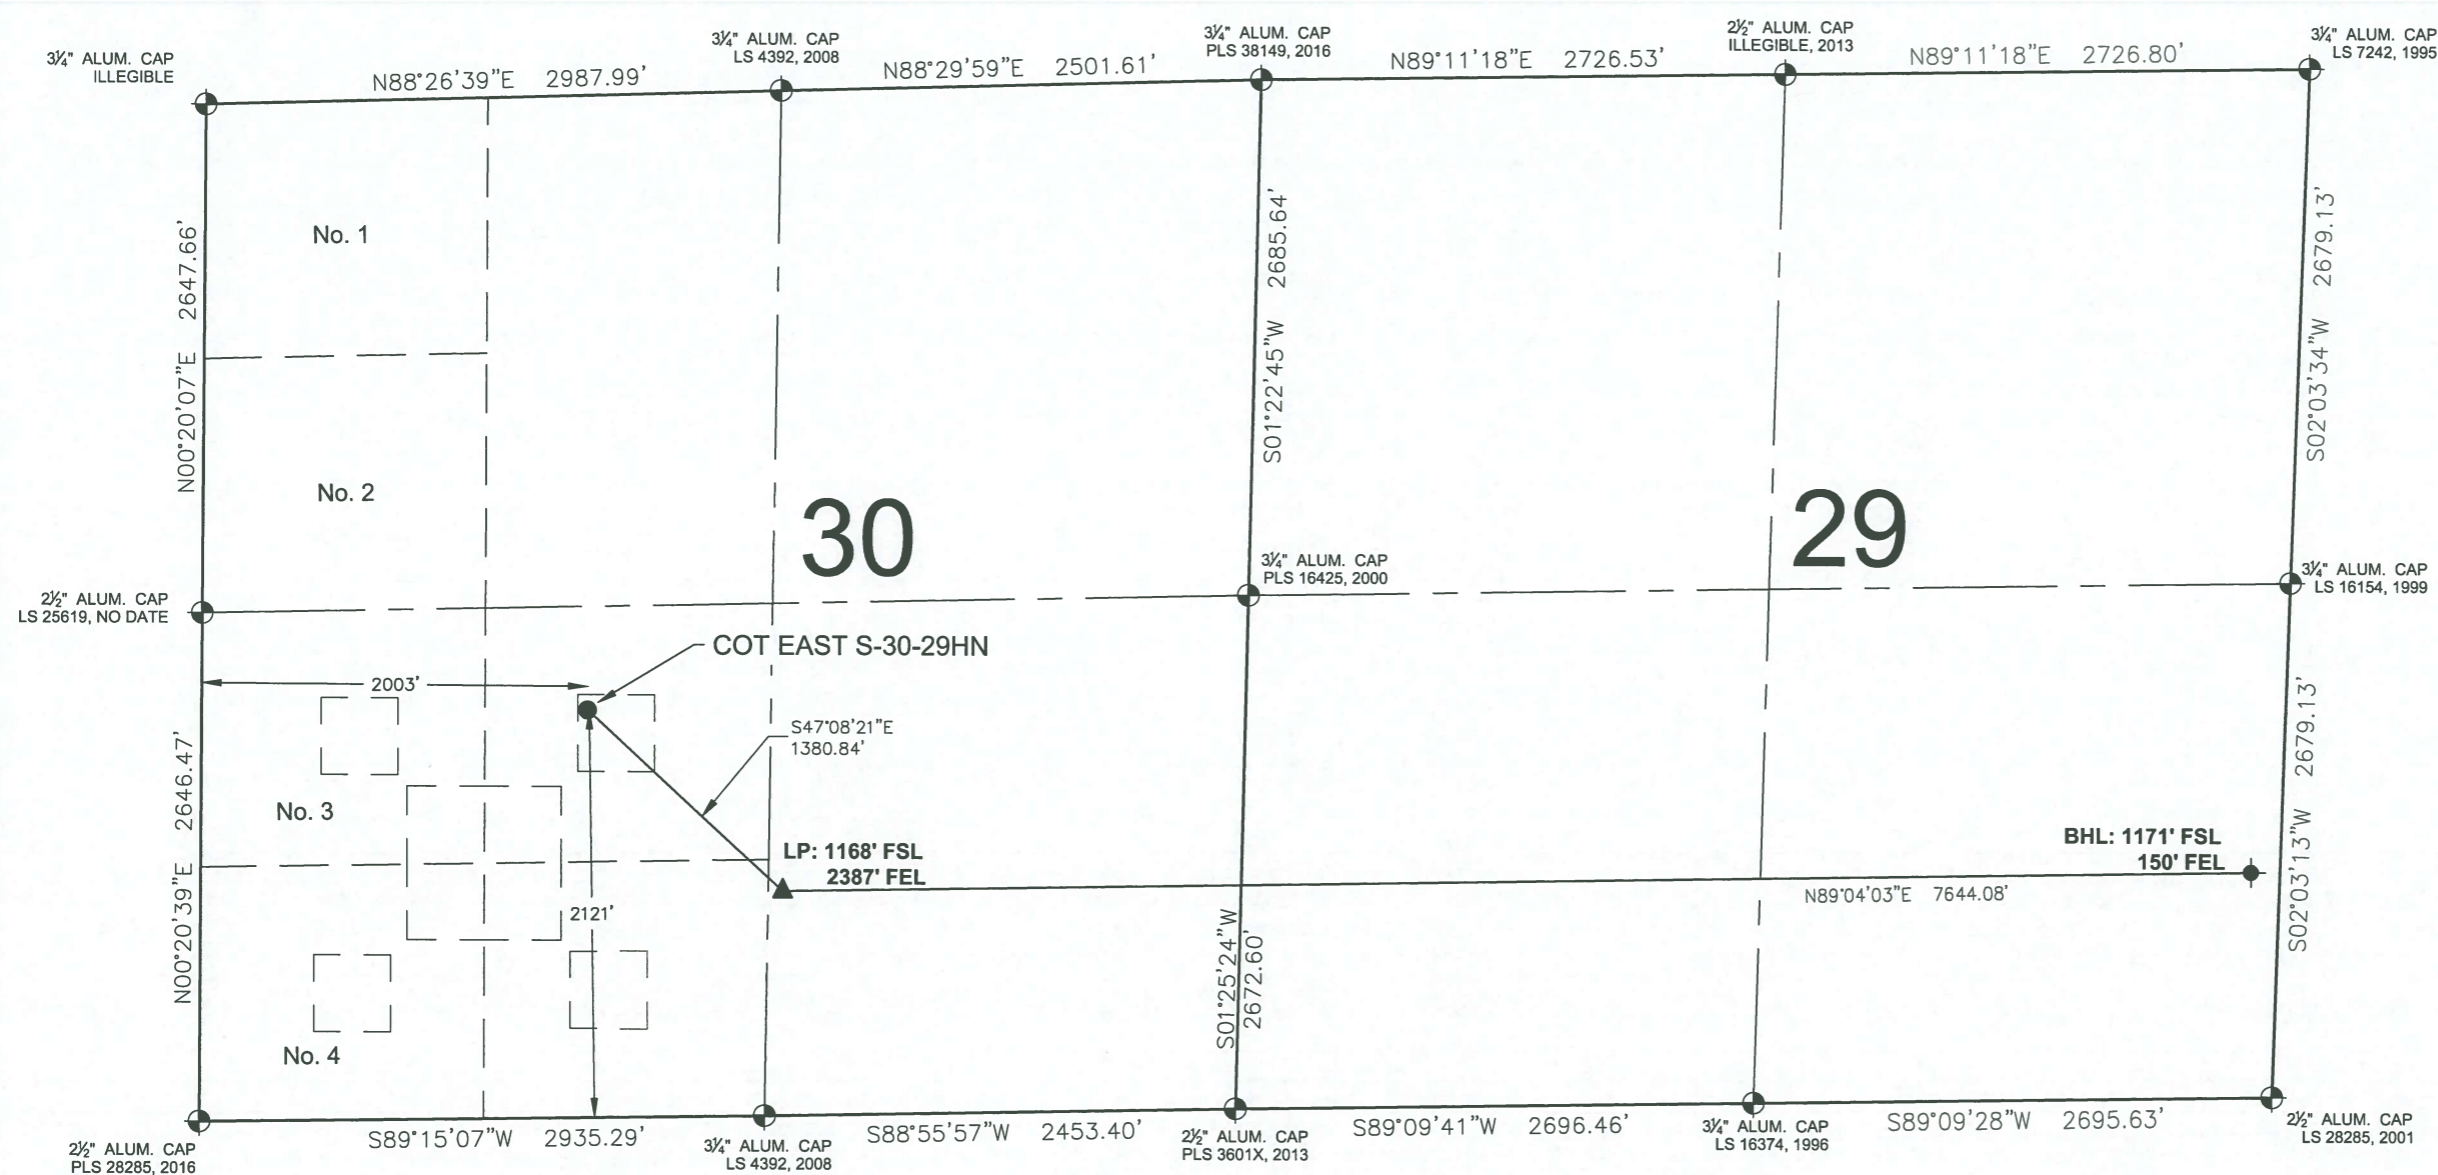 3¼" ALUM. CAP
ILLEGIBLE
N88°26'39"E 2987.99'
3¼" ALUM. CAP
LS 4392, 2008
N88°29'59"E 2501.61'
3¼" ALUM. CAP
PLS 38149, 2016
N89°11'18"E 2726.53'
2½" ALUM. CAP
ILLEGIBLE, 2013
N89°11'18"E 2726.80'
3¼" ALUM. CAP
LS 7242, 1995
N00°20'07"E 2647.66'
No. 1
No. 2
30
S01°22'45"W 2685.64'
29
S02°03'34"W 2679.13'
2½" ALUM. CAP
LS 25619, NO DATE
3¼" ALUM. CAP
PLS 16425, 2000
3¼" ALUM. CAP
LS 16154, 1999
COT EAST S-30-29HN
2003'
S47°08'21"E
1380.84'
N00°20'39"E 2646.47'
No. 3
LP: 1168' FSL
2387' FEL
BHL: 1171' FSL
150' FEL
N89°04'03"E 7644.08'
2121'
S01°25'24"W
2672.60'
S02°03'13"W 2679.13'
No. 4
2½" ALUM. CAP
PLS 28285, 2016
S89°15'07"W 2935.29'
3¼" ALUM. CAP
LS 4392, 2008
S88°55'57"W 2453.40'
2½" ALUM. CAP
PLS 3601X, 2013
S89°09'41"W 2696.46'
3¼" ALUM. CAP
LS 16374, 1996
S89°09'28"W 2695.63'
2½" ALUM. CAP
LS 28285, 2001